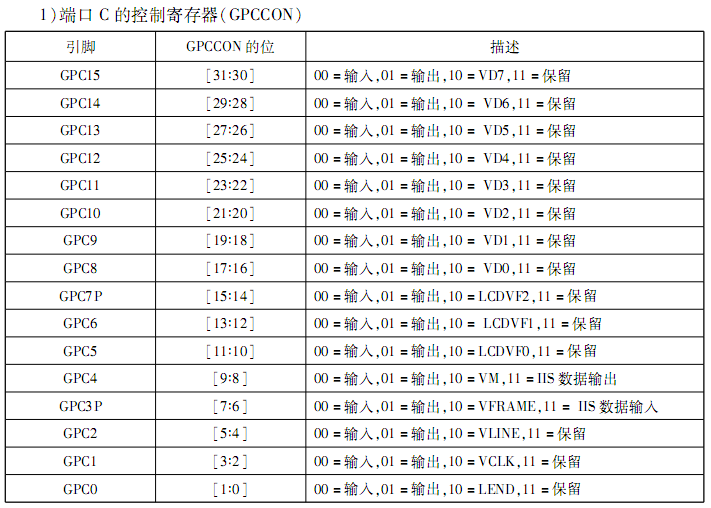 1)端口 C 的控制寄存器(GPCCON)
引脚 GPCCON 的位 描述
GPC15 [31:30] 00=输入,01=输出,10=VD7,11=保留
GPC14 [29:28] 00=输入,01=输出,10= VD6,11=保留
GPC13 [27:26] 00=输入,01=输出,10= VD5,11=保留
GPC12 [25:24] 00=输入,01=输出,10= VD4,11=保留
GPC11 [23:22] 00=输入,01=输出,10= VD3,11=保留
GPC10 [21:20] 00=输入,01=输出,10= VD2,11=保留
GPC9 [19:18] 00=输入,01=输出,10= VD1,11=保留
GPC8 [17:16] 00=输入,01=输出,10= VD0,11=保留
GPC7P [15:14] 00=输入,01=输出,10=LCDVF2,11=保留
GPC6 [13:12] 00=输入,01=输出,10= LCDVF1,11=保留
GPC5 [11:10] 00=输入,01=输出,10=LCDVF0,11=保留
GPC4 [9:8] 00=输入,01=输出,10=VM,11=IIS 数据输出
GPC3P [7:6] 00=输入,01=输出,10=VFRAME,11= IIS 数据输入
GPC2 [5:4] 00=输入,01=输出,10=VLINE,11=保留
GPC1 [3:2] 00=输入,01=输出,10=VCLK,11=保留
GPC0 [1:0] 00=输入,01=输出,10=LEND,11=保留